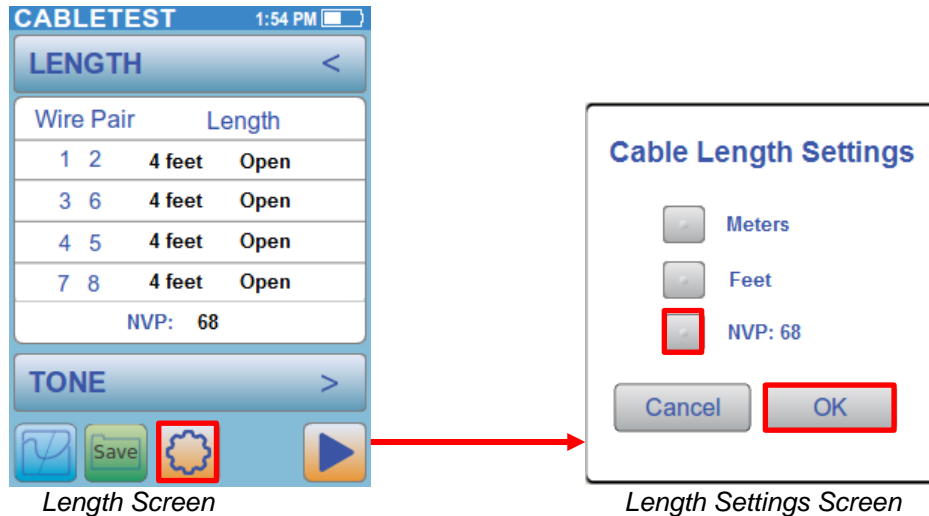 CABLETEST 1:54 PM
LENGTH <
Wire Pair Length
1 2 4 feet Open
3 6 4 feet Open
4 5 4 feet Open
7 8 4 feet Open
NVP: 68
TONE >
Save
Length Screen
Cable Length Settings
Meters
Feet
NVP: 68
Cancel OK
Length Settings Screen